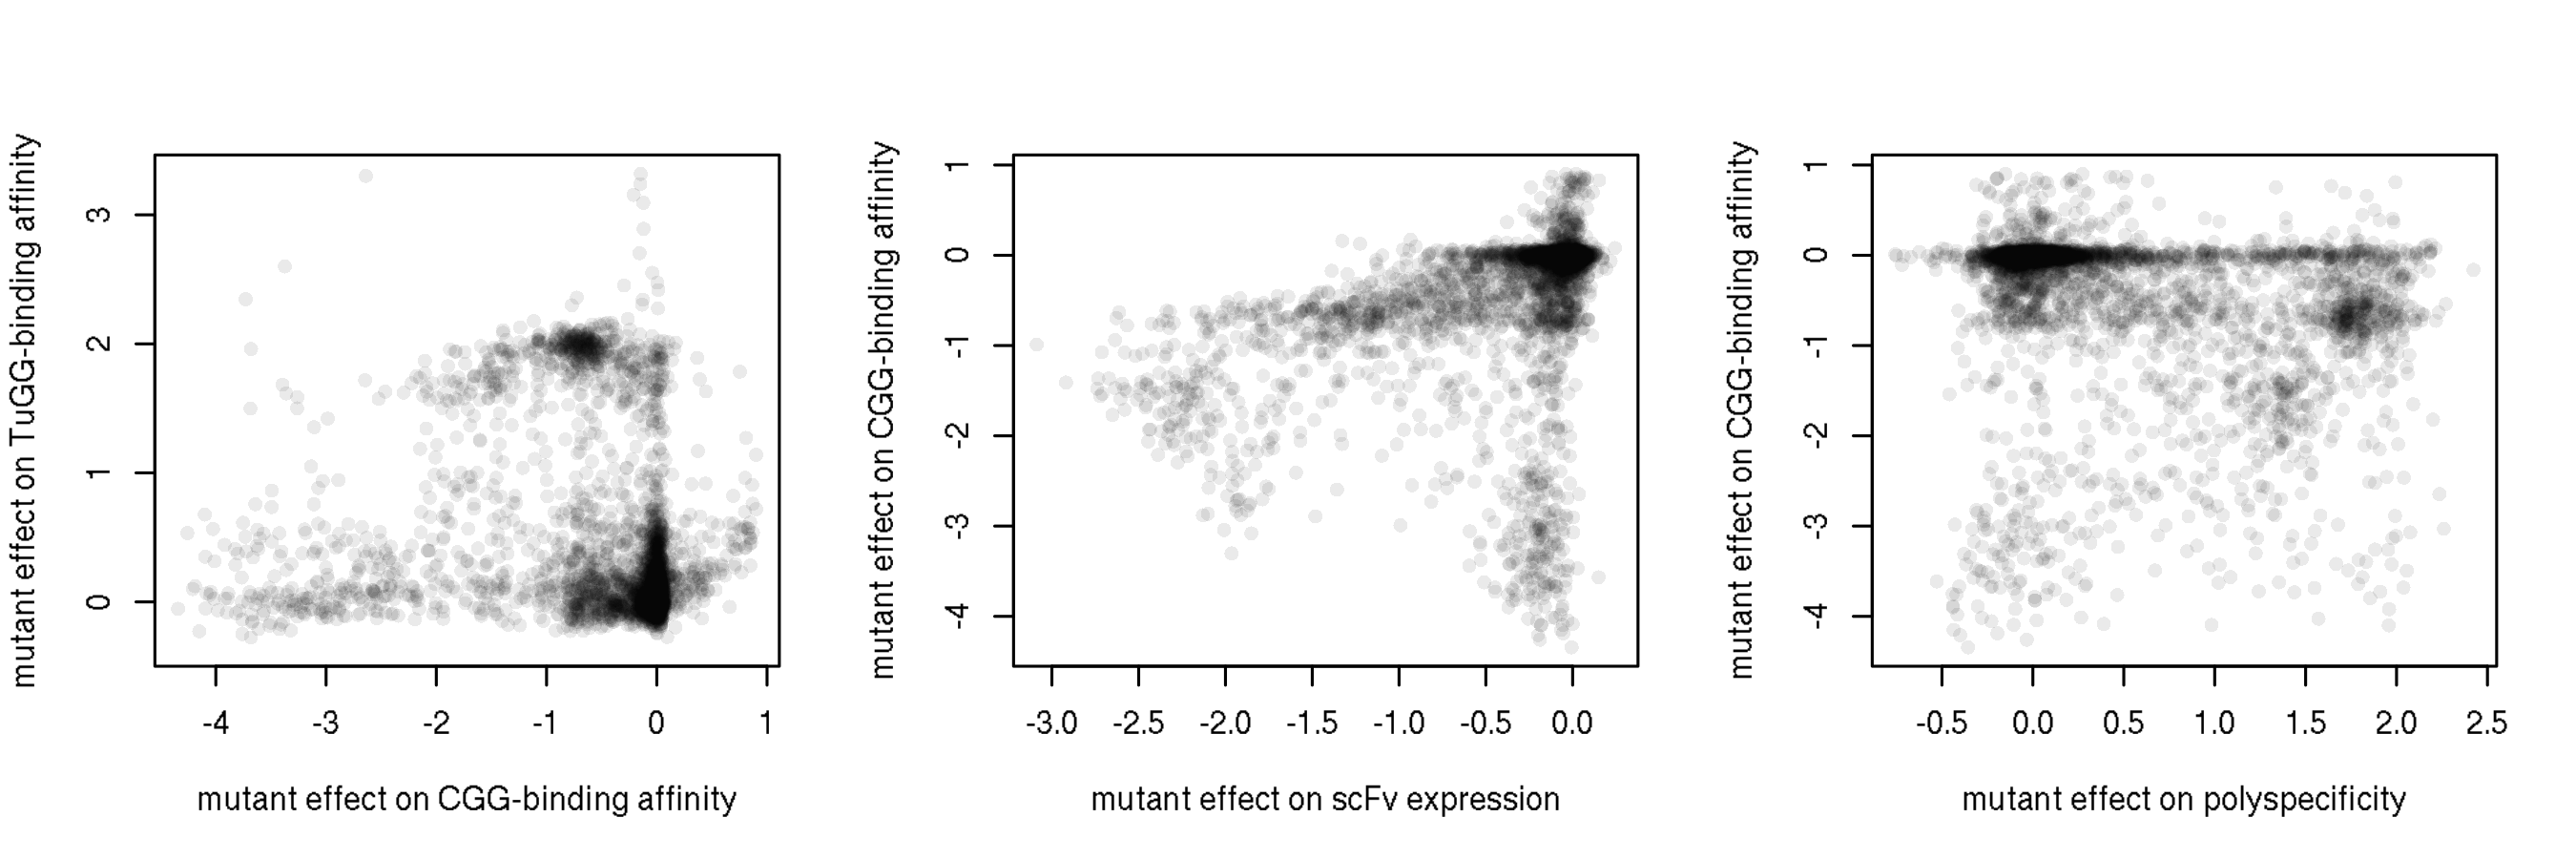 mutant effect on TuGG-binding affinity
3
2
1
0
-4 -3 -2 -1 0 1
mutant effect on CGG-binding affinity
mutant effect on CGG-binding affinity
1
0
-1
-2
-3
-4
-3.0 -2.5 -2.0 -1.5 -1.0 -0.5 0.0
mutant effect on scFv expression
mutant effect on CGG-binding affinity
1
0
-1
-2
-3
-4
-0.5 0.0 0.5 1.0 1.5 2.0 2.5
mutant effect on polyspecificity